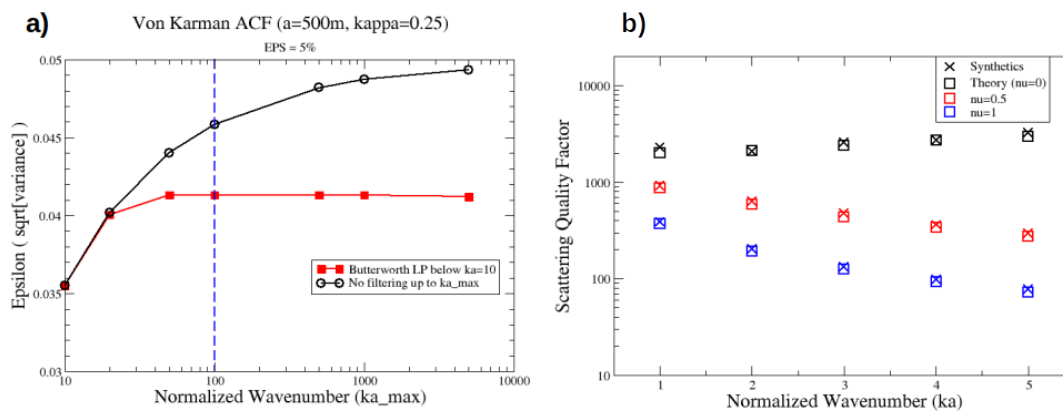 a)
Von Karman ACF (a=500m, kappa=0.25)
EPS = 5%
0.05
0.045
0.04
0.035
0.03
Epsilon ( sqrt[variance] )
Butterworth LP below ka=10
No filtering up to ka_max
10
100
1000
10000
Normalized Wavenumber (ka_max)
b)
Synthetics
Theory (nu=0)
nu=0.5
nu=1
10000
1000
100
10
Scattering Quality Factor
1
2
3
4
5
Normalized Wavenumber (ka)